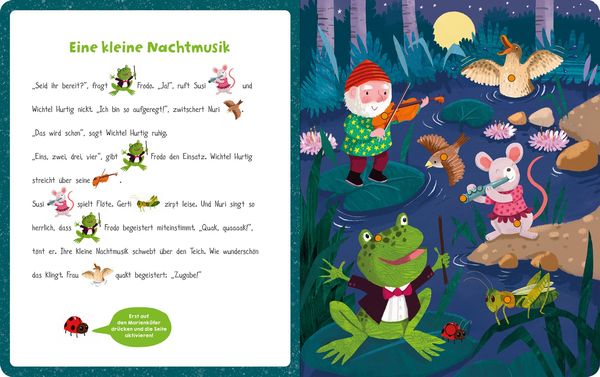 Eine kleine Nachtmusik
„Seid ihr bereit?“, fragt Frodo. „Ja!“, ruft Susi und
Wichtel Hurtig nickt. „Ich bin so aufgeregt!“, zwitschert Nuri
„Das wird schon“, sagt Wichtel Hurtig ruhig.
„Eins, zwei, drei, vier“, gibt Frodo den Einsatz. Wichtel Hurtig
streicht über seine .
Susi spielt Flöte. Gerti zirpt leise. Und Nuri singt so
herrlich, dass Frodo begeistert miteinstimmt. „Quak, quaaaak!“,
tönt er. Ihre kleine Nachtmusik schwebt über den Teich. Wie wunderschön
das klingt. Frau quakt begeistert: „Zugabe!“
Erst auf
den Marienkäfer
drücken und die Seite
aktivieren!